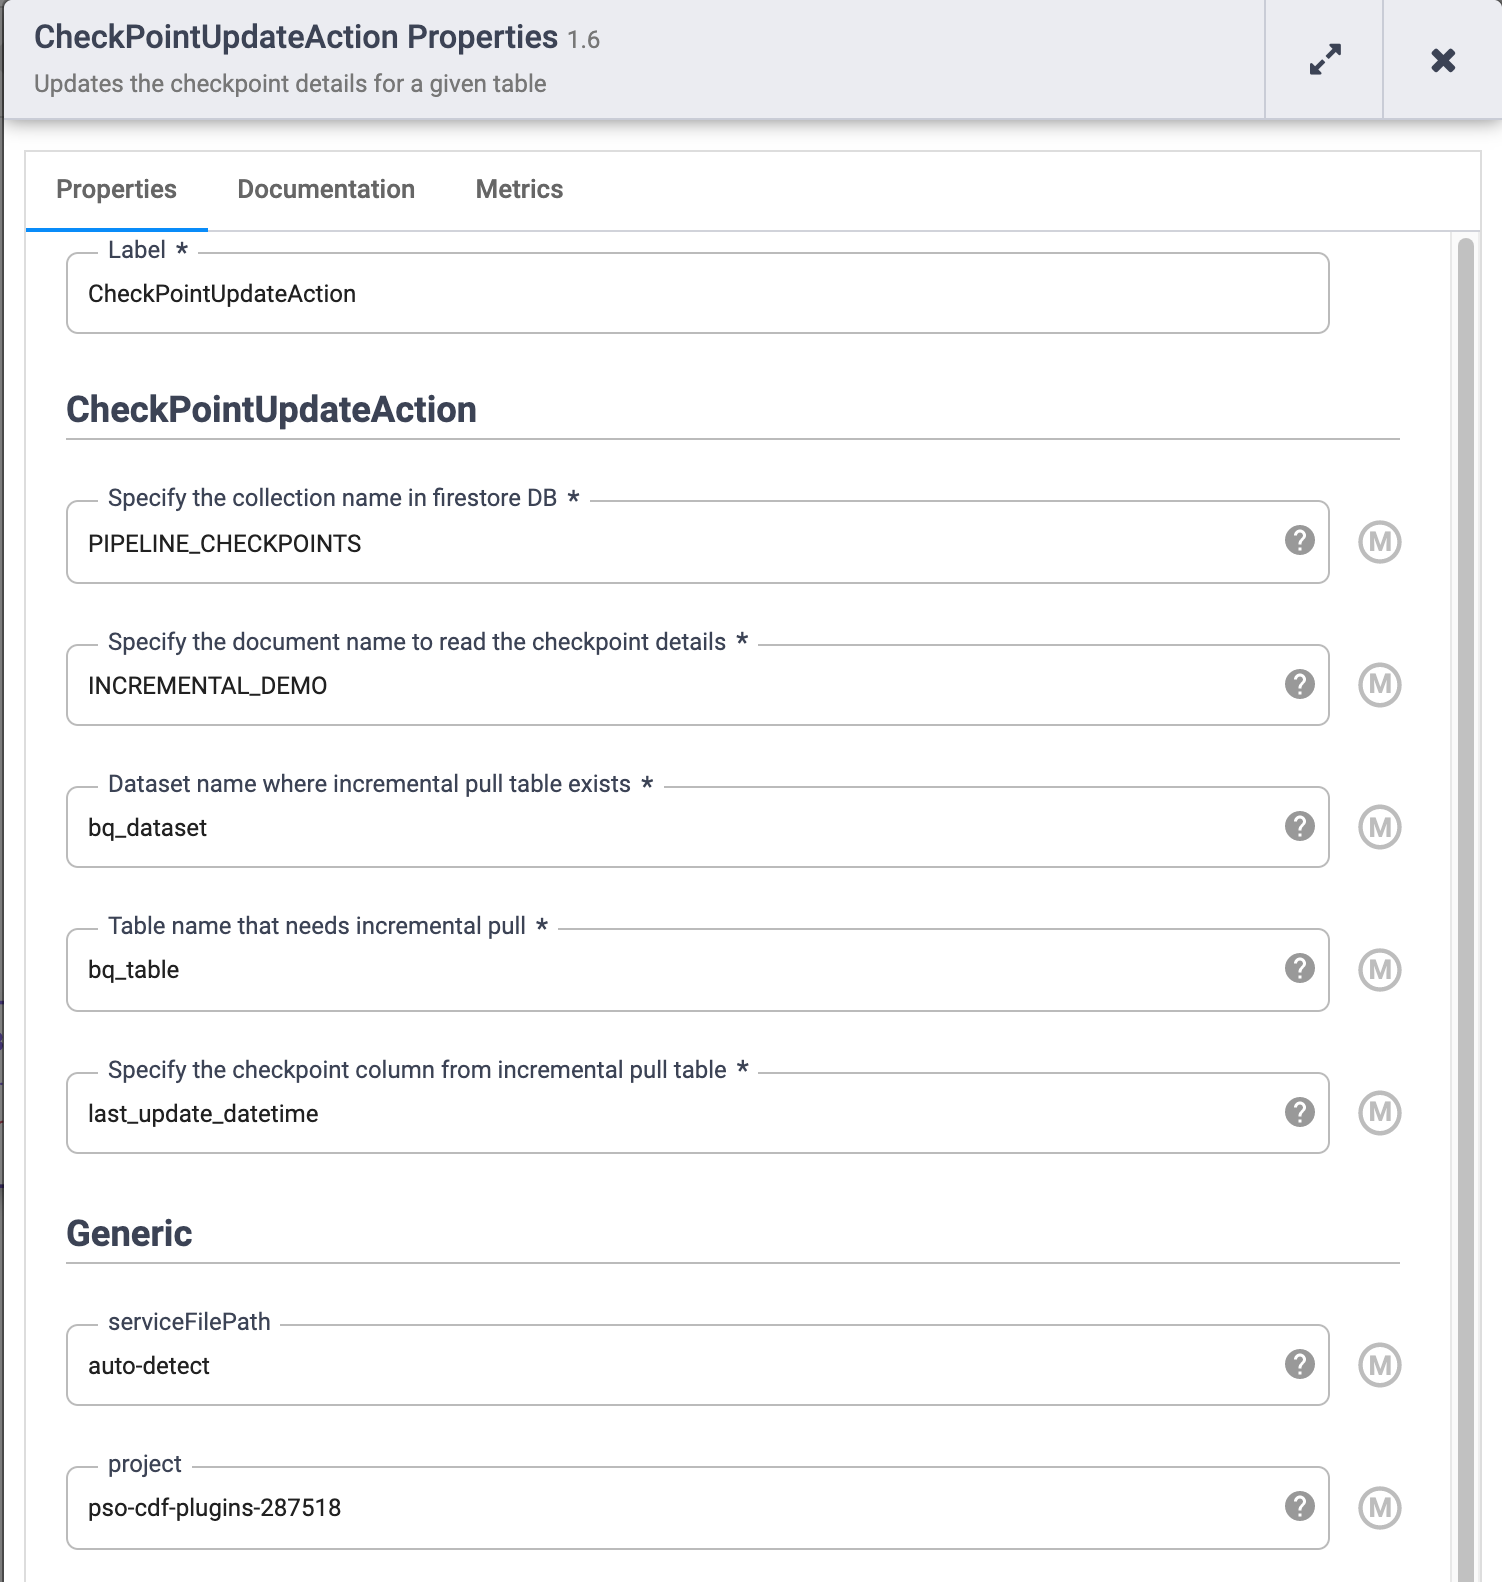 CheckPointUpdateAction Properties 1.6
Updates the checkpoint details for a given table
Properties Documentation Metrics
Label *
CheckPointUpdateAction
CheckPointUpdateAction
Specify the collection name in firestore DB *
PIPELINE_CHECKPOINTS
? M
Specify the document name to read the checkpoint details *
INCREMENTAL_DEMO
? M
Dataset name where incremental pull table exists *
bq_dataset
? M
Table name that needs incremental pull *
bq_table
? M
Specify the checkpoint column from incremental pull table *
last_update_datetime
? M
Generic
serviceFilePath
auto-detect
? M
project
pso-cdf-plugins-287518
? M